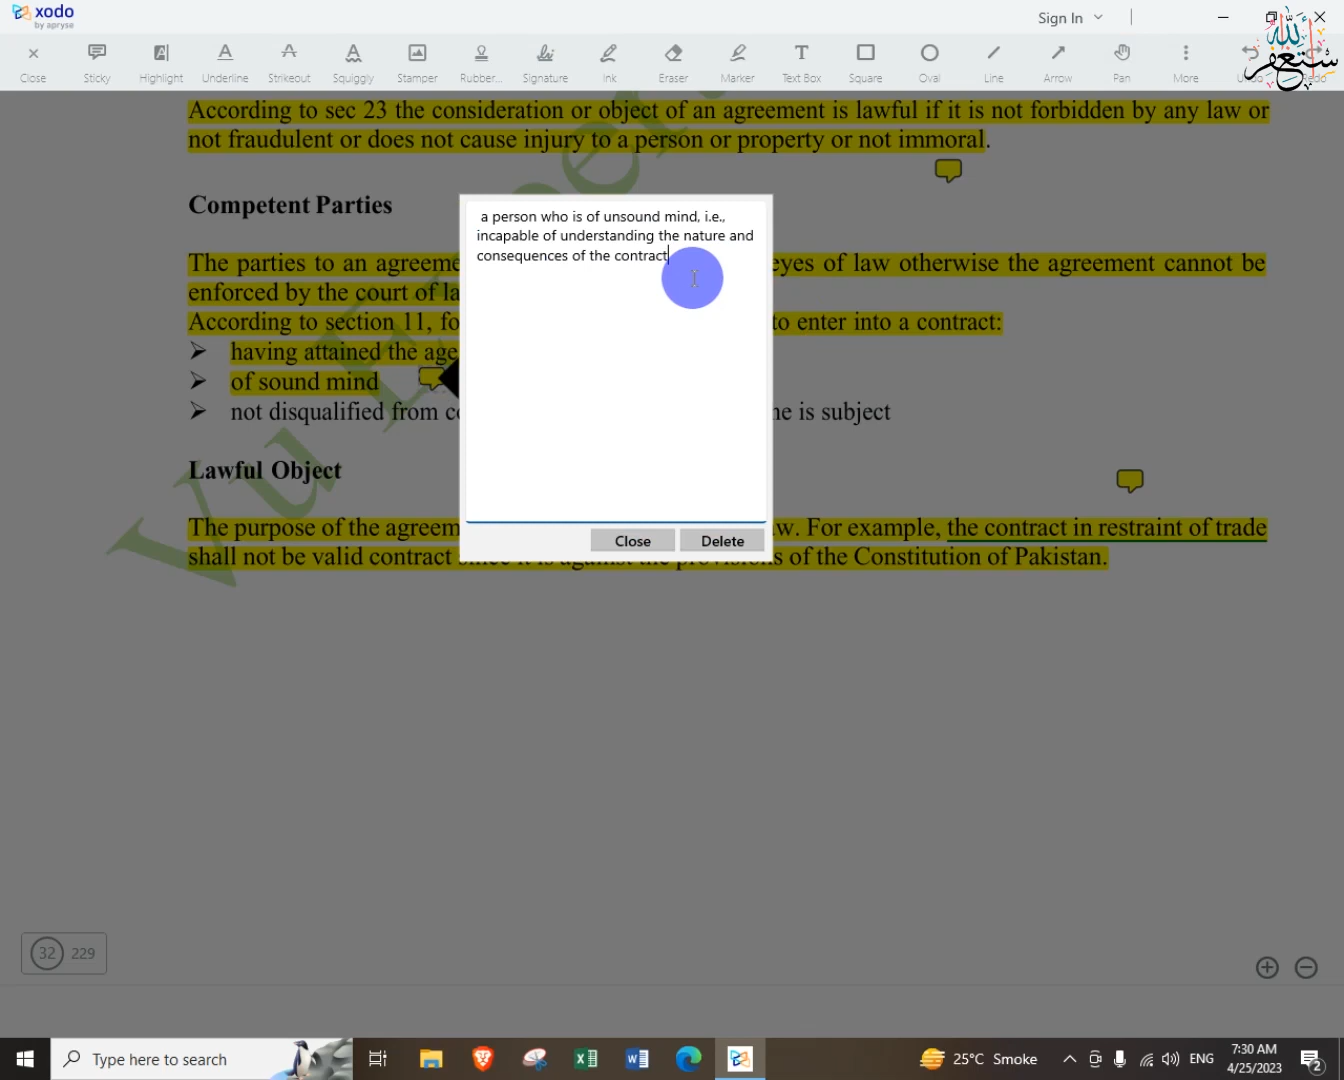 xodo
by apryse
Sign In
Close
Sticky
Highlight
Underline
Strikeout
Squiggly
Stamper
Rubber...
Signature
Ink
Eraser
Marker
Text Box
Square
Oval
Line
Arrow
Pan
More
According to sec 23 the consideration or object of an agreement is lawful if it is not forbidden by any law or
not fraudulent or does not cause injury to a person or property or not immoral.
Competent Parties
The parties to an agreeme eyes of law otherwise the agreement cannot be
enforced by the court of la
According to section 11, fo to enter into a contract:
➢ having attained the age
➢ of sound mind
➢ not disqualified from c he is subject
a person who is of unsound mind, i.e.,
incapable of understanding the nature and
consequences of the contract
Close
Delete
Lawful Object
The purpose of the agreem w. For example, the contract in restraint of trade
shall not be valid contract since it is against the provisions of the Constitution of Pakistan.
32 229
Type here to search
25°C Smoke
ENG
7:30 AM
4/25/2023
2